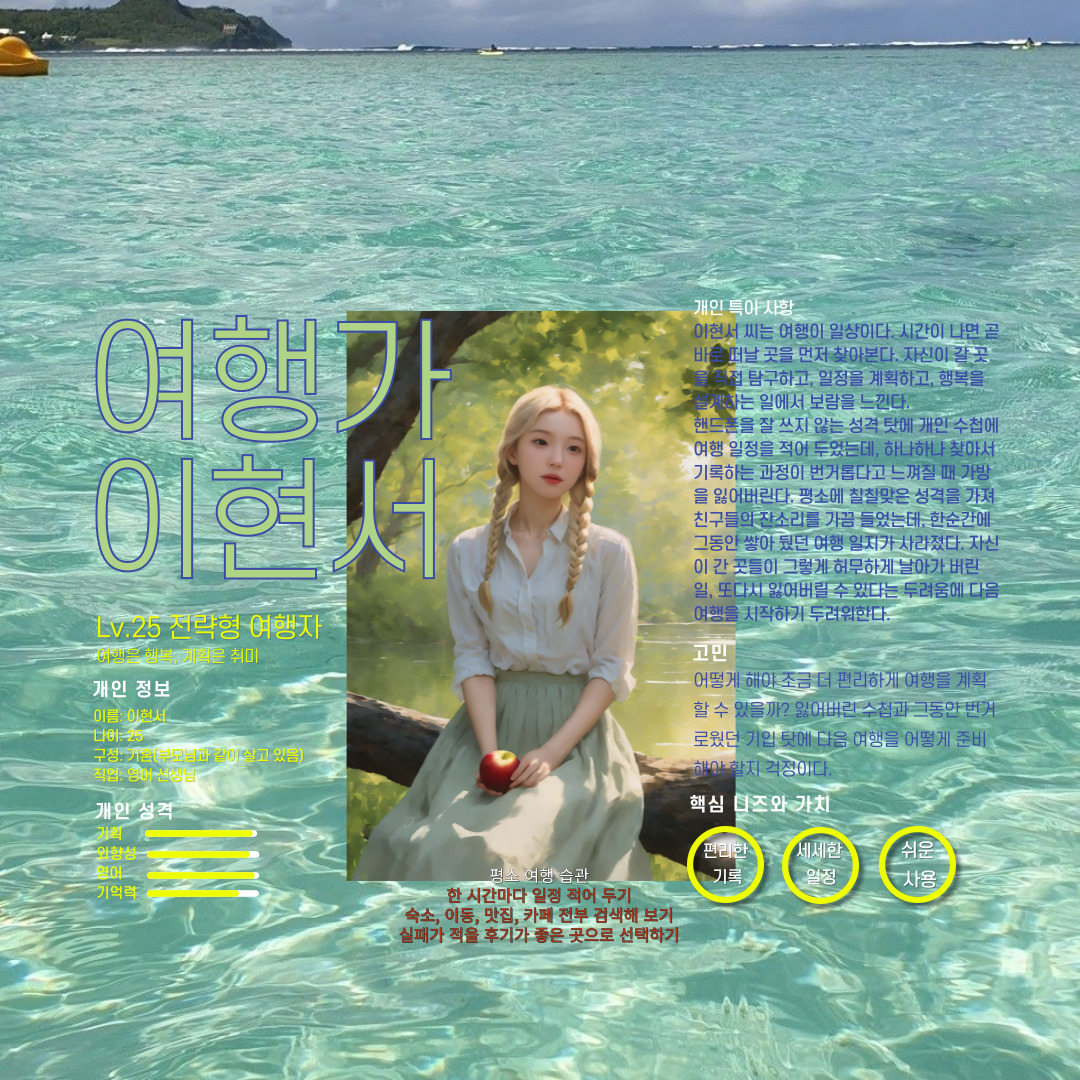 여행가
이현서
Lv.25 전략형 여행자
여행은 행복, 계획은 취미
개인 정보
이름: 이현서
나이: 25
구성: 기혼(부모님과 같이 살고 있음)
직업: 영어 선생님
개인 성격
기획
외향성
영어
기억력
평소 여행 습관
한 시간마다 일정 적어 두기
숙소, 이동, 맛집, 카페 전부 검색해 보기
실패가 적을 후기가 좋은 곳으로 선택하기
개인 특이 사항
이현서 씨는 여행이 일상이다. 시간이 나면 곧
바로 떠날 곳을 먼저 찾아본다. 자신이 갈 곳
을 직접 탐구하고, 일정을 계획하고, 행복을
설계하는 일에서 보람을 느낀다.
핸드폰을 잘 쓰지 않는 성격 탓에 개인 수첩에
여행 일정을 적어 두었는데, 하나하나 찾아서
기록하는 과정이 번거롭다고 느껴질 때 가방
을 잃어버린다. 평소에 칠칠맞은 성격을 가져
친구들의 잔소리를 가끔 들었는데, 한순간에
그동안 쌓아 뒀던 여행 일지가 사라졌다. 자신
이 간 곳들이 그렇게 허무하게 날아가 버린
일, 또다시 잃어버릴 수 있다는 두려움에 다음
여행을 시작하기 두려워한다.
고민
어떻게 해야 조금 더 편리하게 여행을 계획
할 수 있을까? 잃어버린 수첩과 그동안 번거
로웠던 기입 탓에 다음 여행을 어떻게 준비
해야 할지 걱정이다.
핵심 니즈와 가치
편리한
기록
세세한
일정
쉬운
사용